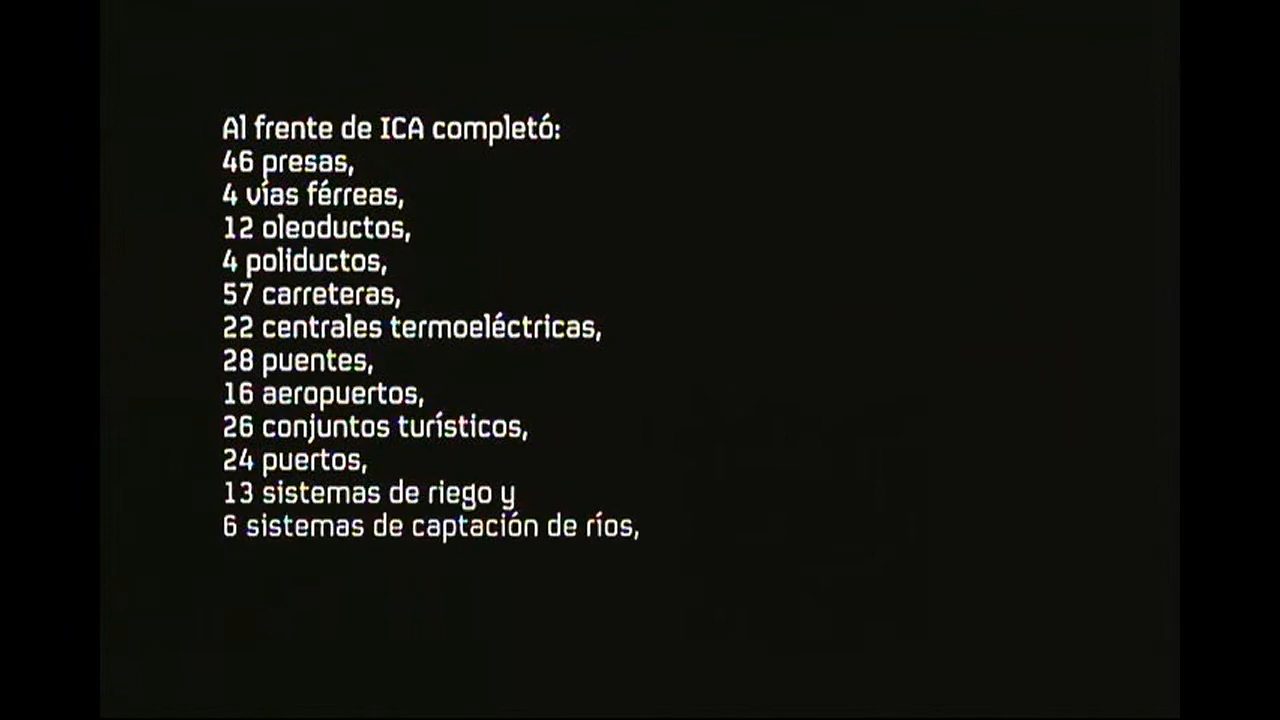 Al frente de ICA completó:
46 presas,
4 vías férreas,
12 oleoductos,
4 poliductos,
57 carreteras,
22 centrales termoeléctricas,
28 puentes,
16 aeropuertos,
26 conjuntos turísticos,
24 puertos,
13 sistemas de riego y
6 sistemas de captación de ríos,